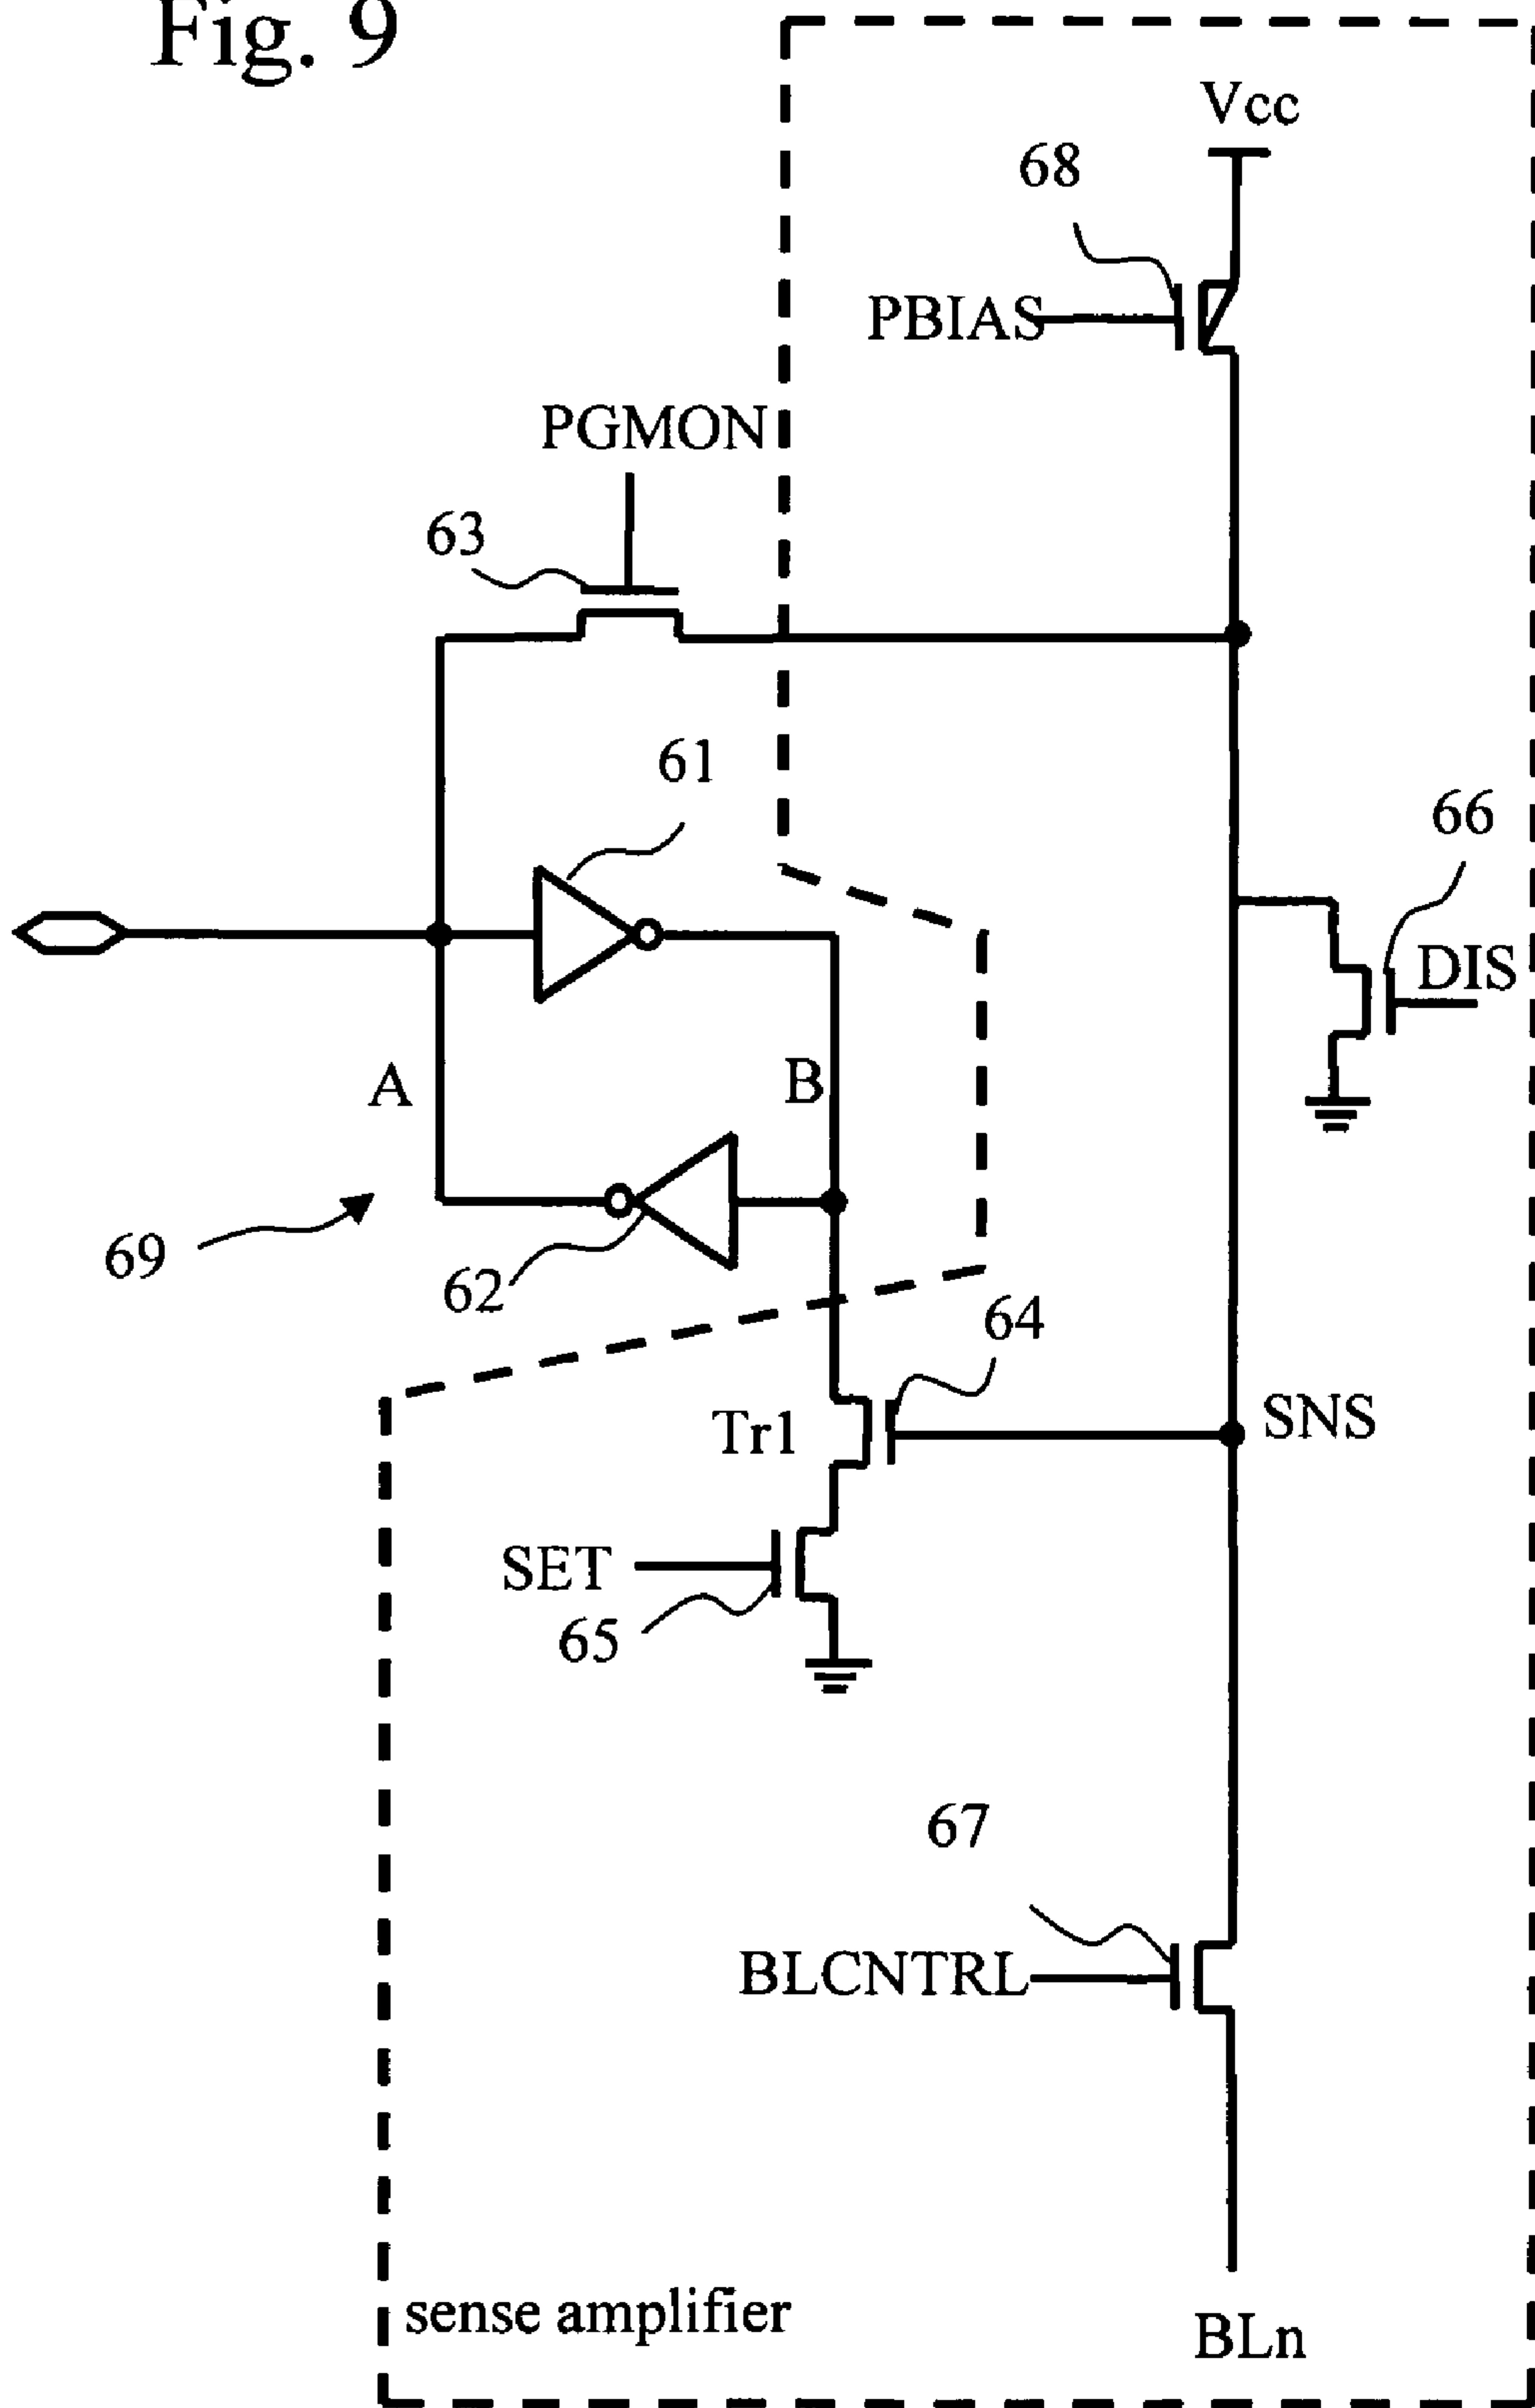 Fig. 9
Vcc
68
PBIAS
PGMON
63
61
66
DIS
A
B
69
62
64
Tr1
SNS
SET
65
67
BLCNTRL
sense amplifier
BLn